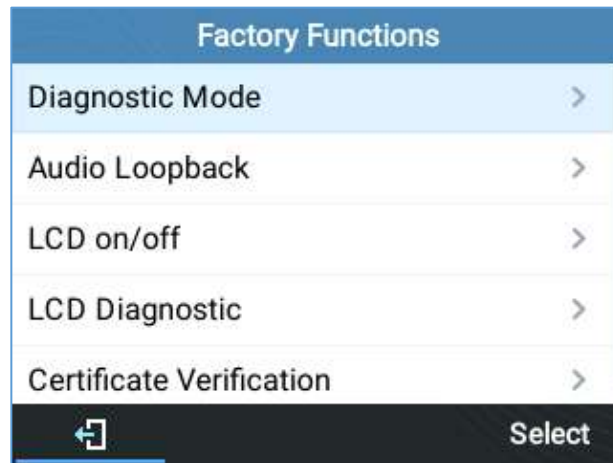 Factory Functions
Diagnostic Mode
Audio Loopback
LCD on/off
LCD Diagnostic
Certificate Verification
Select